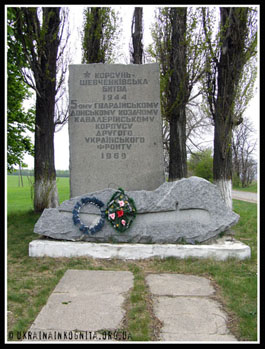 ★ КОРСУНЬ-
ШЕВЧЕНКІВСЬКА
БИТВА
1944
5-ОМУ ГВАРДІЙСЬКОМУ
ДОНСЬКОМУ КОЗАЧОМУ
КАВАЛЕРІЙСЬКОМУ
КОРПУСУ
ДРУГОГО
УКРАЇНСЬКОГО
ФРОНТУ
1969
© UKRAINAINKOGNITA.ORG.UA